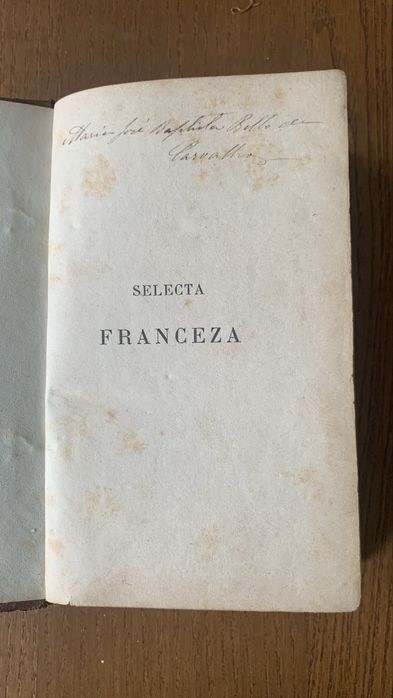 Maria José Baptista Bello de
Carvalho
SELECTA
FRANCEZA